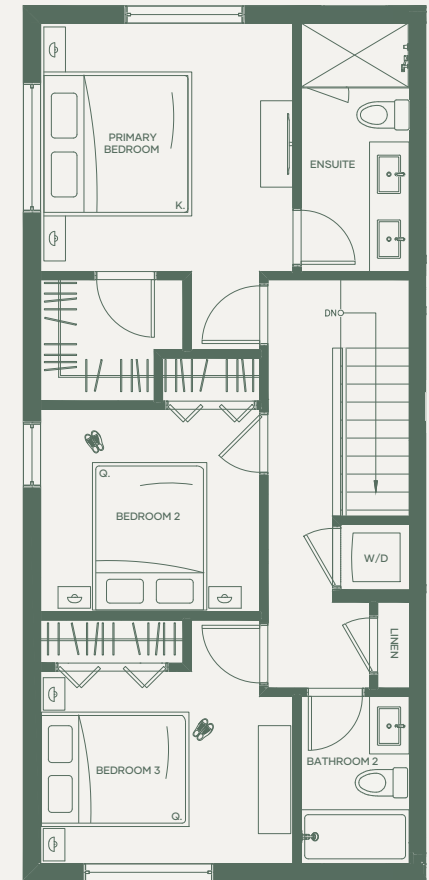 PRIMARY
BEDROOM
K.
ENSUITE
DN
Q.
BEDROOM 2
W/D
LINEN
BEDROOM 3
Q.
BATHROOM 2